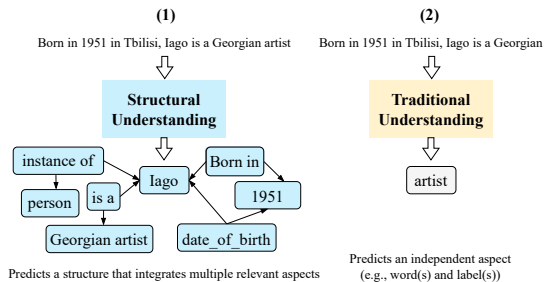 (1)
Born in 1951 in Tbilisi, Iago is a Georgian artist
Structural
Understanding
instance of
Iago
Born in
person
is a
1951
Georgian artist
date_of_birth
Predicts a structure that integrates multiple relevant aspects
(2)
Born in 1951 in Tbilisi, Iago is a Georgian
Traditional
Understanding
artist
Predicts an independent aspect
(e.g., word(s) and label(s))